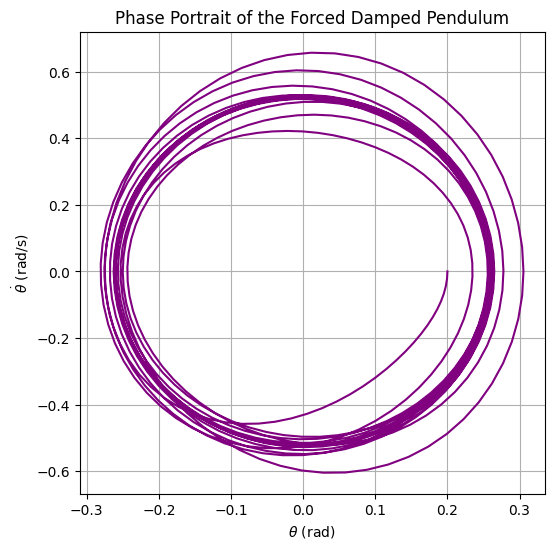 Phase Portrait of the Forced Damped Pendulum
0.6
0.4
0.2
0.0
−0.2
−0.4
−0.6
θ̇ (rad/s)
−0.3 −0.2 −0.1 0.0 0.1 0.2 0.3
θ (rad)